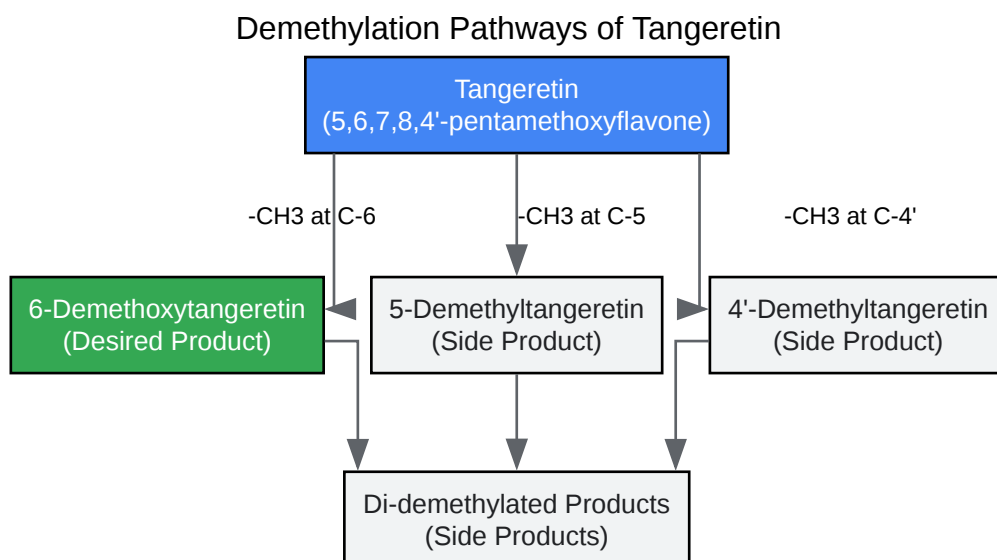 Demethylation Pathways of Tangeretin
Tangeretin
(5,6,7,8,4'-pentamethoxyflavone)
-CH3 at C-6
-CH3 at C-5
-CH3 at C-4'
6-Demethoxytangeretin
(Desired Product)
5-Demethyltangeretin
(Side Product)
4'-Demethyltangeretin
(Side Product)
Di-demethylated Products
(Side Products)